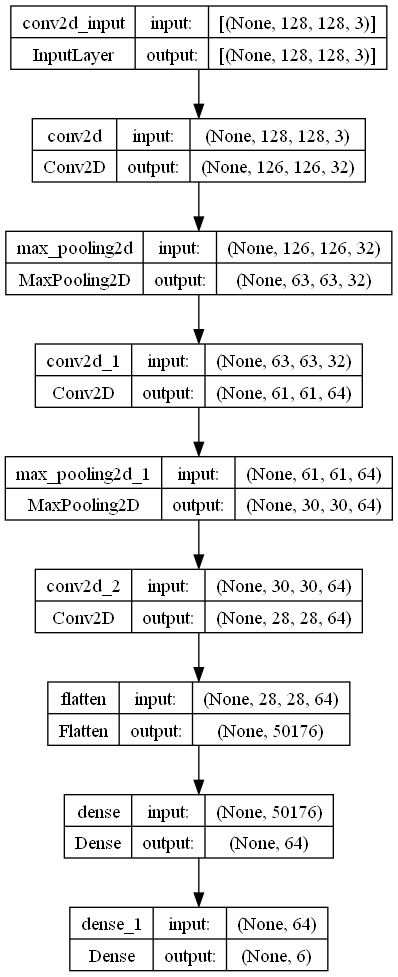 conv2d_input input: [(None, 128, 128, 3)]
InputLayer output: [(None, 128, 128, 3)]
conv2d input: (None, 128, 128, 3)
Conv2D output: (None, 126, 126, 32)
max_pooling2d input: (None, 126, 126, 32)
MaxPooling2D output: (None, 63, 63, 32)
conv2d_1 input: (None, 63, 63, 32)
Conv2D output: (None, 61, 61, 64)
max_pooling2d_1 input: (None, 61, 61, 64)
MaxPooling2D output: (None, 30, 30, 64)
conv2d_2 input: (None, 30, 30, 64)
Conv2D output: (None, 28, 28, 64)
flatten input: (None, 28, 28, 64)
Flatten output: (None, 50176)
dense input: (None, 50176)
Dense output: (None, 64)
dense_1 input: (None, 64)
Dense output: (None, 6)